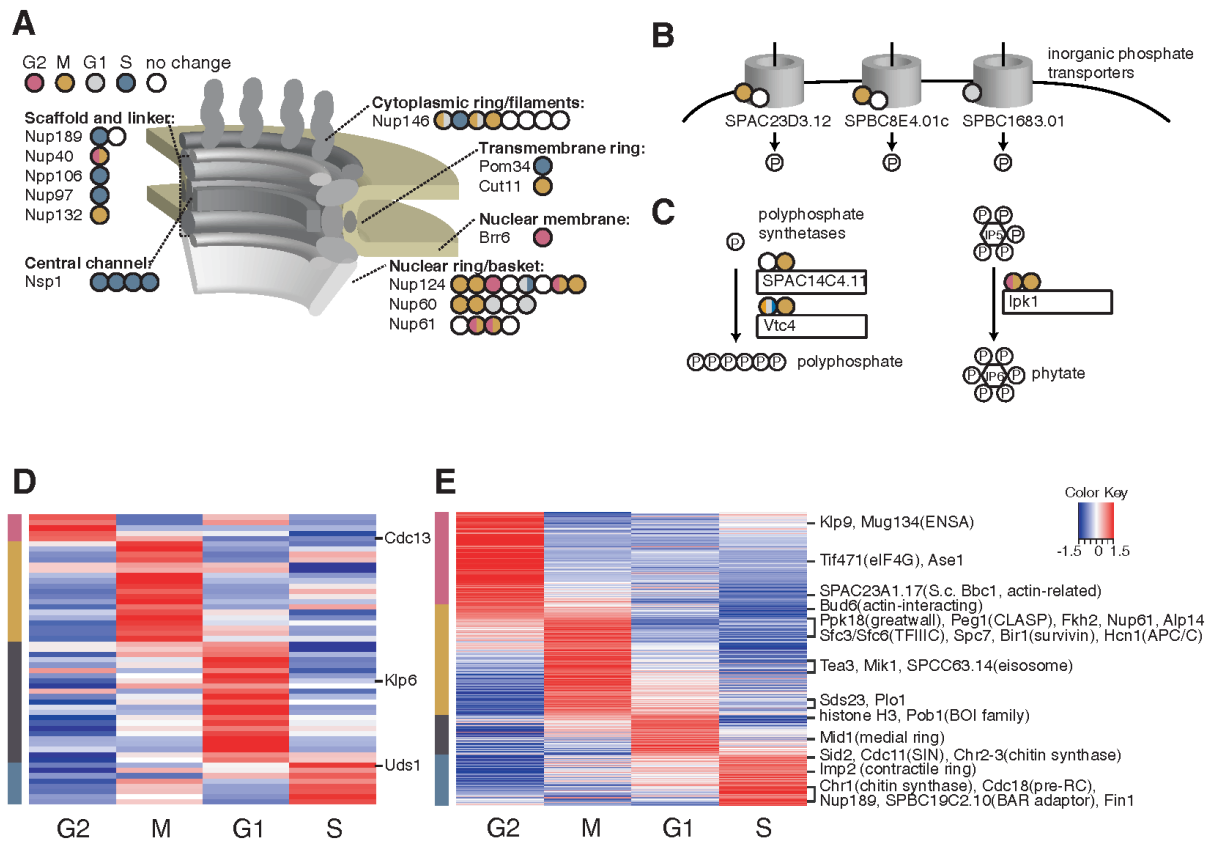 A
G2 M G1 S no change
Scaffold and linker:
Nup189
Nup40
Npp106
Nup97
Nup132
Central channel:
Nsp1
Cytoplasmic ring/filaments:
Nup146
Transmembrane ring:
Pom34
Cut11
Nuclear membrane:
Brr6
Nuclear ring/basket:
Nup124
Nup60
Nup61
B
inorganic phosphate
transporters
SPAC23D3.12 SPBC8E4.01c SPBC1683.01
P P P
C
polyphosphate
synthetases
P
SPAC14C4.11
Vtc4
P P P P P P polyphosphate
P P
IP5 P
P P
Ipk1
P P
P IP6 P phytate
P P
D
Cdc13
Klp6
Uds1
G2 M G1 S
E
Color Key
-1.5 0 1.5
Klp9, Mug134(ENSA)
Tif471(eIF4G), Ase1
SPAC23A1.17(S.c. Bbc1, actin-related)
Bud6(actin-interacting)
Ppk18(greatwall), Peg1(CLASP), Fkh2, Nup61, Alp14
Sfc3/Sfc6(TFIIIC), Spc7, Bir1(survivin), Hcn1(APC/C)
Tea3, Mik1, SPCC63.14(eisosome)
Sds23, Plo1
histone H3, Pob1(BOI family)
Mid1(medial ring)
Sid2, Cdc11(SIN), Chr2-3(chitin synthase)
Imp2 (contractile ring)
Chr1(chitin synthase), Cdc18(pre-RC),
Nup189, SPBC19C2.10(BAR adaptor), Fin1
G2 M G1 S